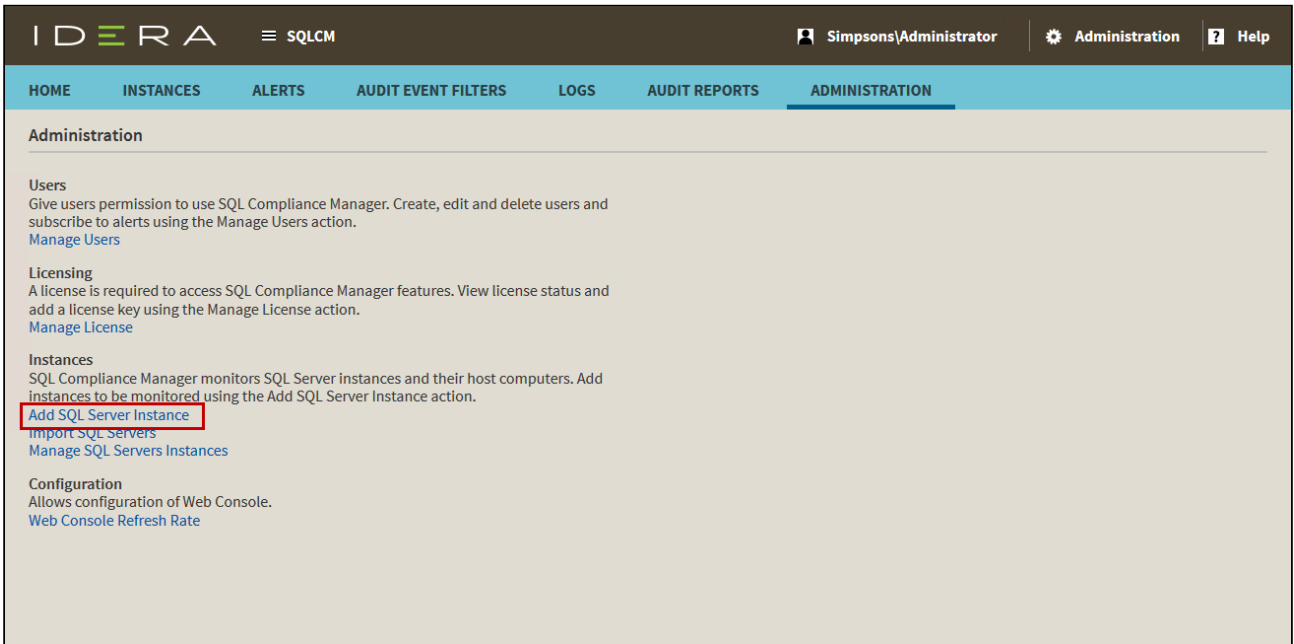 IDERA SQLCM Simpsons\Administrator Administration ? Help
HOME INSTANCES ALERTS AUDIT EVENT FILTERS LOGS AUDIT REPORTS ADMINISTRATION
Administration
Users
Give users permission to use SQL Compliance Manager. Create, edit and delete users and
subscribe to alerts using the Manage Users action.
Manage Users
Licensing
A license is required to access SQL Compliance Manager features. View license status and
add a license key using the Manage License action.
Manage License
Instances
SQL Compliance Manager monitors SQL Server instances and their host computers. Add
instances to be monitored using the Add SQL Server Instance action.
Add SQL Server Instance
Import SQL Servers
Manage SQL Servers Instances
Configuration
Allows configuration of Web Console.
Web Console Refresh Rate